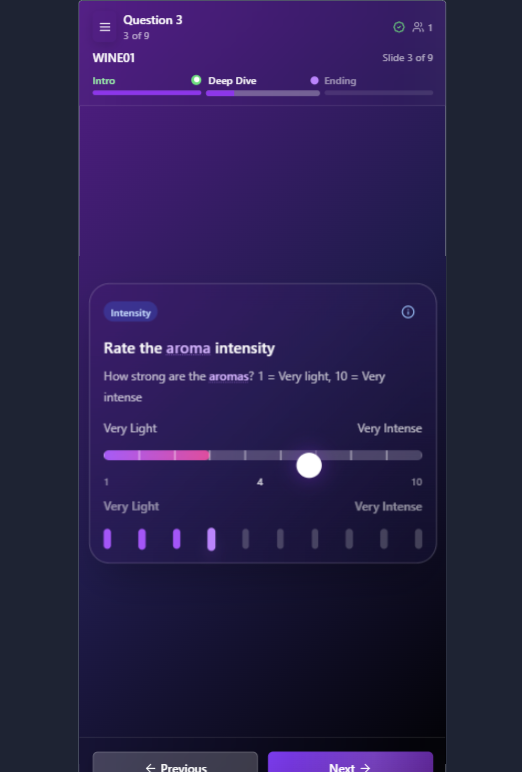 Question 3
3 of 9
1
WINE01
Slide 3 of 9
Intro
Deep Dive
Ending
Intensity
Rate the aroma intensity
How strong are the aromas? 1 = Very light, 10 = Very
intense
Very Light
Very Intense
1
4
10
Very Light
Very Intense
← Previous
Next →